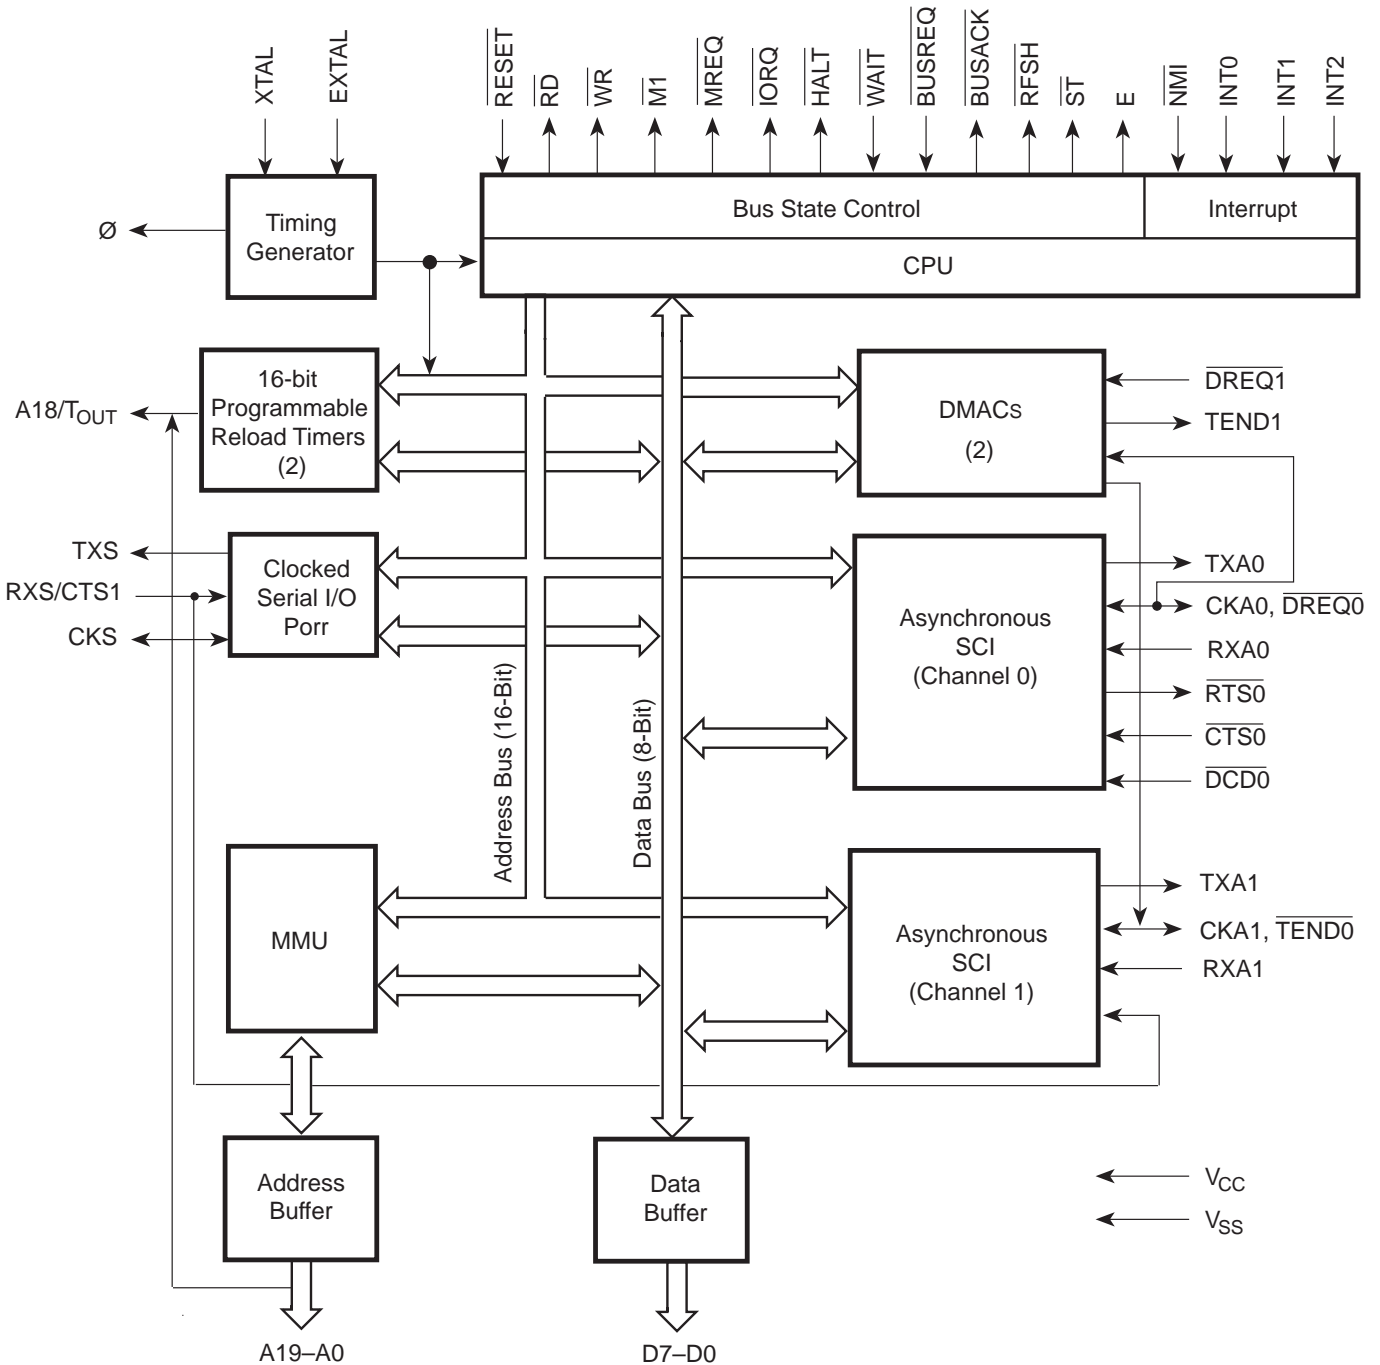 XTAL
EXTAL
RESET
RD
WR
M1
MREQ
IORQ
HALT
WAIT
BUSREQ
BUSACK
RFSH
ST
E
NMI
INT0
INT1
INT2
Timing
Generator
Ø
Bus State Control
Interrupt
CPU
16-bit
Programmable
Reload Timers
(2)
A18/TOUT
DMACs
(2)
DREQ1
TEND1
TXS
RXS/CTS1
CKS
Clocked
Serial I/O
Porr
Asynchronous
SCI
(Channel 0)
TXA0
CKA0, DREQ0
RXA0
RTS0
CTS0
DCD0
Address Bus (16-Bit)
Data Bus (8-Bit)
MMU
Asynchronous
SCI
(Channel 1)
TXA1
CKA1, TEND0
RXA1
Address
Buffer
Data
Buffer
VCC
VSS
A19–A0
D7–D0